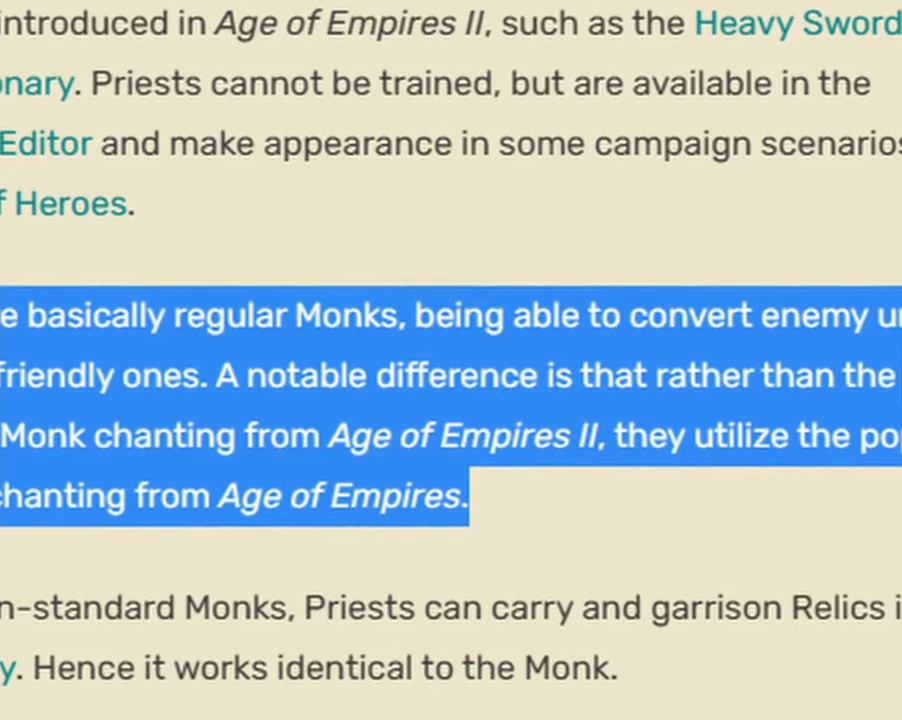 introduced in Age of Empires II, such as the Heavy Sword
onary. Priests cannot be trained, but are available in the
Editor and make appearance in some campaign scenarios
f Heroes.
e basically regular Monks, being able to convert enemy u
friendly ones. A notable difference is that rather than the
Monk chanting from Age of Empires II, they utilize the po
chanting from Age of Empires.
n-standard Monks, Priests can carry and garrison Relics i
y. Hence it works identical to the Monk.